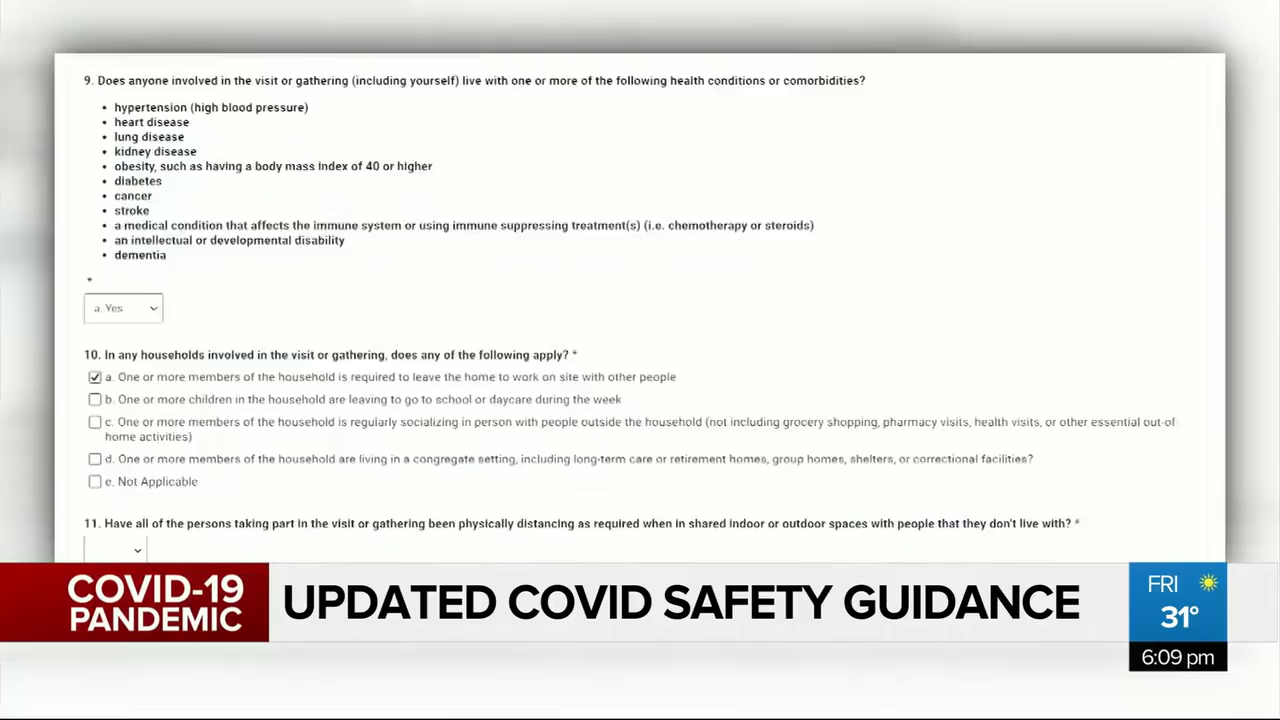 9. Does anyone involved in the visit or gathering (including yourself) live with one or more of the following health conditions or comorbidities?
• hypertension (high blood pressure)
• heart disease
• lung disease
• kidney disease
• obesity, such as having a body mass index of 40 or higher
• diabetes
• cancer
• stroke
• a medical condition that affects the immune system or using immune suppressing treatment(s) (i.e. chemotherapy or steroids)
• an intellectual or developmental disability
• dementia
*
a. Yes
10. In any households involved in the visit or gathering, does any of the following apply? *
a. One or more members of the household is required to leave the home to work on site with other people
b. One or more children in the household are leaving to go to school or daycare during the week
c. One or more members of the household is regularly socializing in person with people outside the household (not including grocery shopping, pharmacy visits, health visits, or other essential out-of-
home activities)
d. One or more members of the household are living in a congregate setting, including long-term care or retirement homes, group homes, shelters, or correctional facilities?
e. Not Applicable
11. Have all of the persons taking part in the visit or gathering been physically distancing as required when in shared indoor or outdoor spaces with people that they don't live with? *
COVID-19
PANDEMIC
UPDATED COVID SAFETY GUIDANCE
FRI
31°
6:09 pm